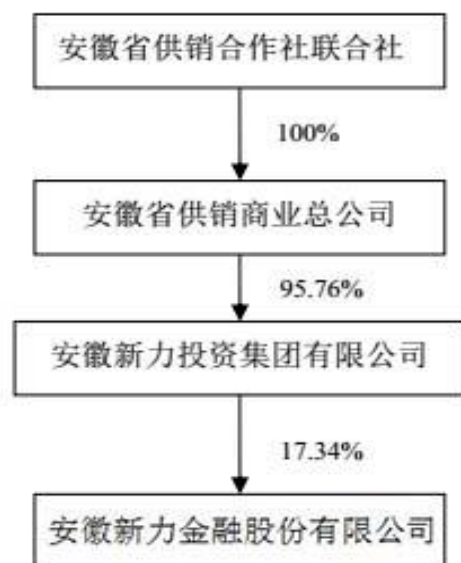 安徽省供销合作社联合社
100%
安徽省供销商业总公司
95.76%
安徽新力投资集团有限公司
17.34%
安徽新力金融股份有限公司